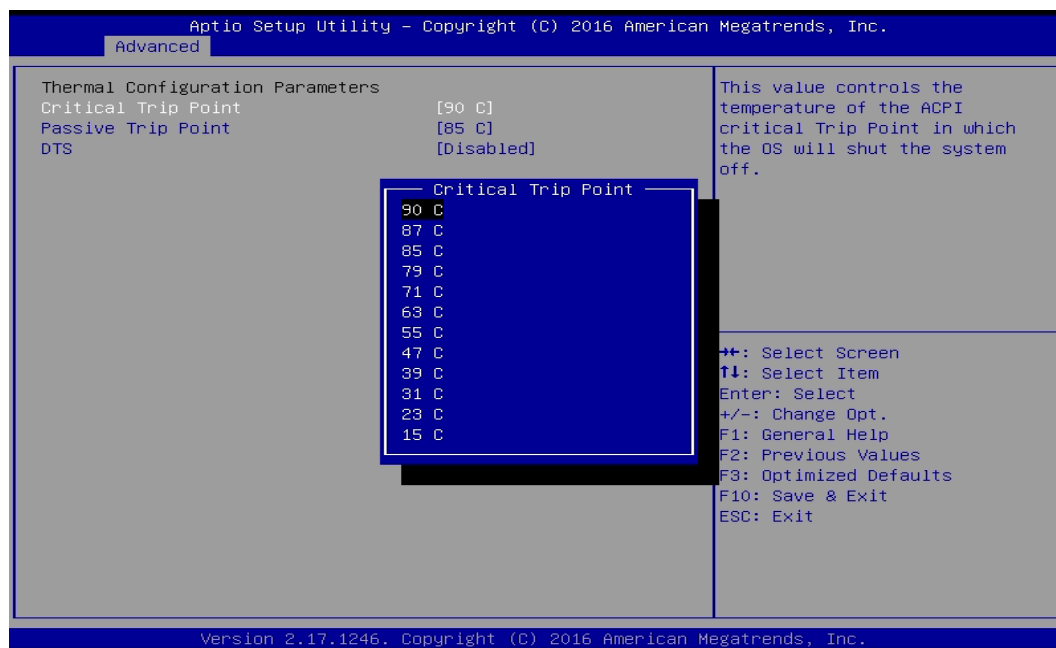 Aptio Setup Utility – Copyright (C) 2016 American Megatrends, Inc.
Advanced
Thermal Configuration Parameters
Critical Trip Point [90 C]
Passive Trip Point [85 C]
DTS [Disabled]
Critical Trip Point
90 C
87 C
85 C
79 C
71 C
63 C
55 C
47 C
39 C
31 C
23 C
15 C
This value controls the
temperature of the ACPI
critical Trip Point in which
the OS will shut the system
off.
→←: Select Screen
↑↓: Select Item
Enter: Select
+/-: Change Opt.
F1: General Help
F2: Previous Values
F3: Optimized Defaults
F10: Save & Exit
ESC: Exit
Version 2.17.1246. Copyright (C) 2016 American Megatrends, Inc.